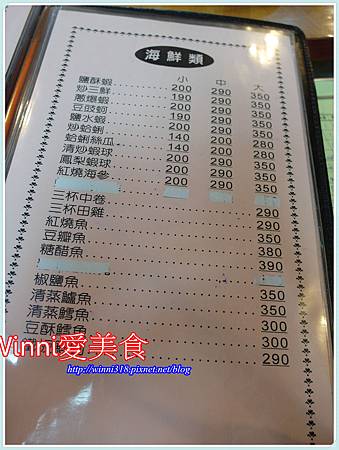 海鮮類
小 中 大
鹽酥蝦 200 290 350
炒三鮮 190 290 350
蔥爆蝦 190 290 350
豆豉蚵 200 290 350
鹽水蝦 190 290 350
炒蛤蜊 140 290 350
蛤蜊絲瓜 140 290 350
清炒蝦球 200 290 350
鳳梨蝦球 200 290 350
紅燒海參 200 290 350
三杯中卷 290
三杯田雞 290
紅燒魚 350
豆瓣魚 380
糖醋魚 390
椒鹽魚 350
清蒸鱸魚 350
清蒸鱈魚 300
豆酥鱈魚 300
290
Vinni愛美食
http://winni318.pixnet.net/blog